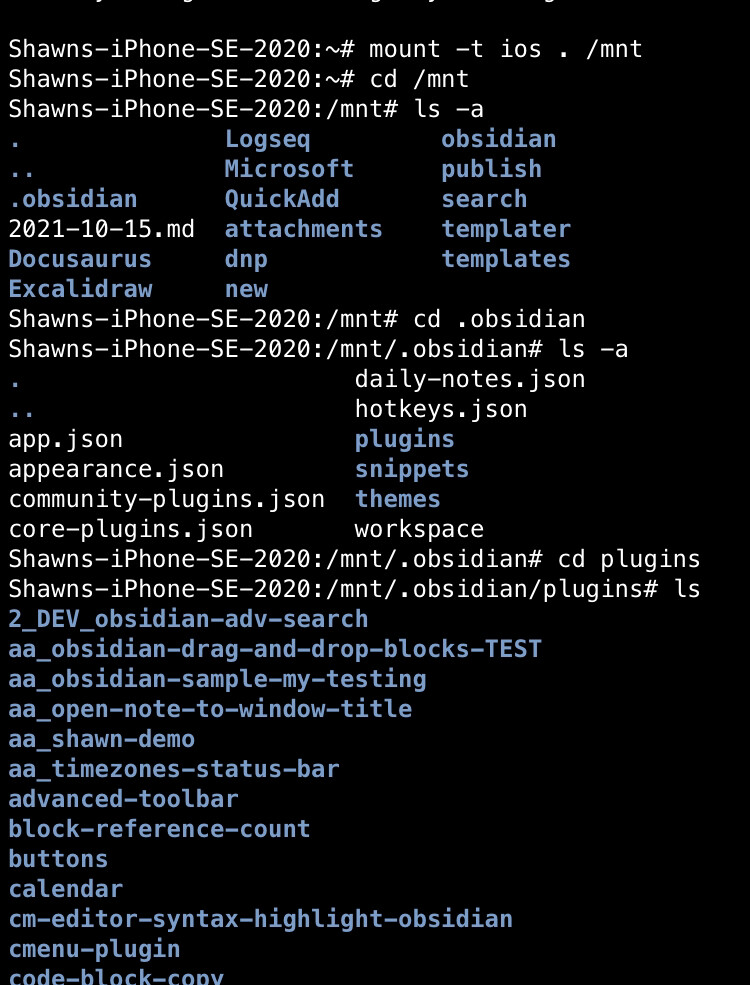 Shawns-iPhone-SE-2020:~# mount -t ios . /mnt
Shawns-iPhone-SE-2020:~# cd /mnt
Shawns-iPhone-SE-2020:/mnt# ls -a
. Logseq obsidian
.. Microsoft publish
.obsidian QuickAdd search
2021-10-15.md attachments templater
Docusaurus dnp templates
Excalidraw new
Shawns-iPhone-SE-2020:/mnt# cd .obsidian
Shawns-iPhone-SE-2020:/mnt/.obsidian# ls -a
. daily-notes.json
.. hotkeys.json
app.json plugins
appearance.json snippets
community-plugins.json themes
core-plugins.json workspace
Shawns-iPhone-SE-2020:/mnt/.obsidian# cd plugins
Shawns-iPhone-SE-2020:/mnt/.obsidian/plugins# ls
2_DEV_obsidian-adv-search
aa_obsidian-drag-and-drop-blocks-TEST
aa_obsidian-sample-my-testing
aa_open-note-to-window-title
aa_shawn-demo
aa_timezones-status-bar
advanced-toolbar
block-reference-count
buttons
calendar
cm-editor-syntax-highlight-obsidian
cmenu-plugin
code-block-copy